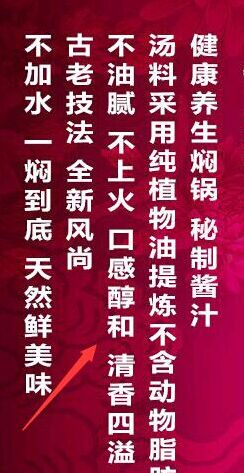 健康养生焖锅 秘制酱汁
汤料采用纯植物油提炼不含动物脂肪
不油腻 不上火 口感醇和 清香四溢
古老技法 全新风尚
不加水 一焖到底 天然鲜美味